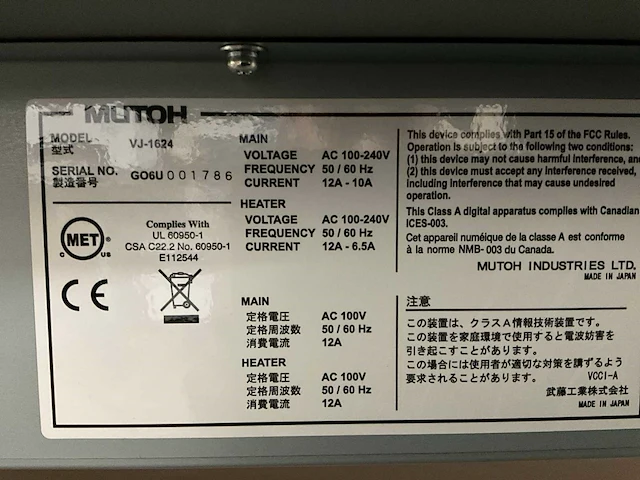 MUTOH
MODEL VJ-1624
型式
SERIAL NO. GO6U 001786
製造番号
MET
C US
Complies With
UL 60950-1
CSA C22.2 No. 60950-1
E112544
CE
MAIN
VOLTAGE AC 100-240V
FREQUENCY 50 / 60 Hz
CURRENT 12A - 10A
HEATER
VOLTAGE AC 100-240V
FREQUENCY 50 / 60 Hz
CURRENT 12A - 6.5A
MAIN
定格電圧 AC 100V
定格周波数 50 / 60 Hz
消費電流 12A
HEATER
定格電圧 AC 100V
定格周波数 50 / 60 Hz
消費電流 12A
This device complies with Part 15 of the FCC Rules.
Operation is subject to the following two conditions:
(1) this device may not cause harmful interference, and
(2) this device must accept any interference received,
including interference that may cause undesired
operation.
This Class A digital apparatus complies with Canadian
ICES-003.
Cet appareil numéique de la classe A est conforme
à la norme NMB- 003 du Canada.
MUTOH INDUSTRIES LTD.
MADE IN JAPAN
注意
この装置は、クラスA情報技術装置です。
この装置を家庭環境で使用すると電波妨害を
引き起こすことがあります。
この場合には使用者が適切な対策を講ずるよう
要求されることがあります。 VCCI-A
武藤工業株式会社
MADE IN JAPAN